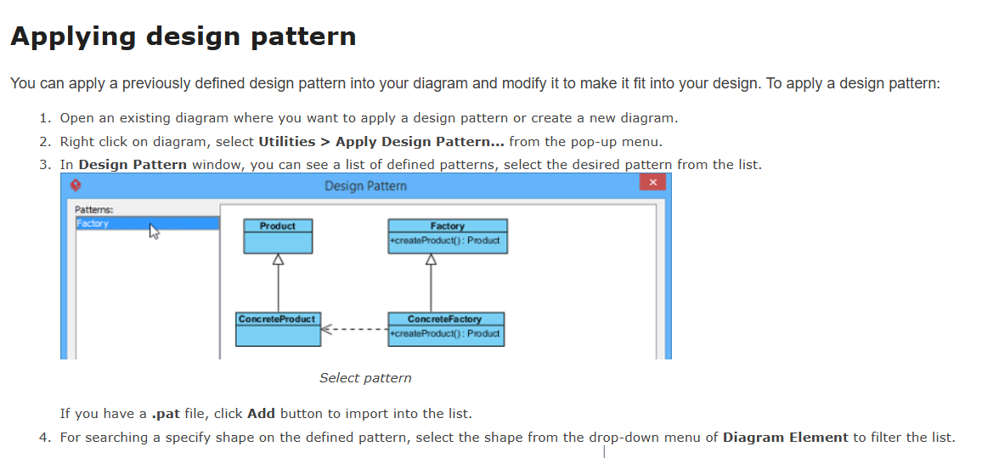 Applying design pattern
You can apply a previously defined design pattern into your diagram and modify it to make it fit into your design. To apply a design pattern:
1. Open an existing diagram where you want to apply a design pattern or create a new diagram.
2. Right click on diagram, select Utilities > Apply Design Pattern... from the pop-up menu.
3. In Design Pattern window, you can see a list of defined patterns, select the desired pattern from the list.
Design Pattern
Patterns:
Factory
Product
Factory
+createProduct() : Product
ConcreteProduct
ConcreteFactory
+createProduct() : Product
Select pattern
If you have a .pat file, click Add button to import into the list.
4. For searching a specify shape on the defined pattern, select the shape from the drop-down menu of Diagram Element to filter the list.